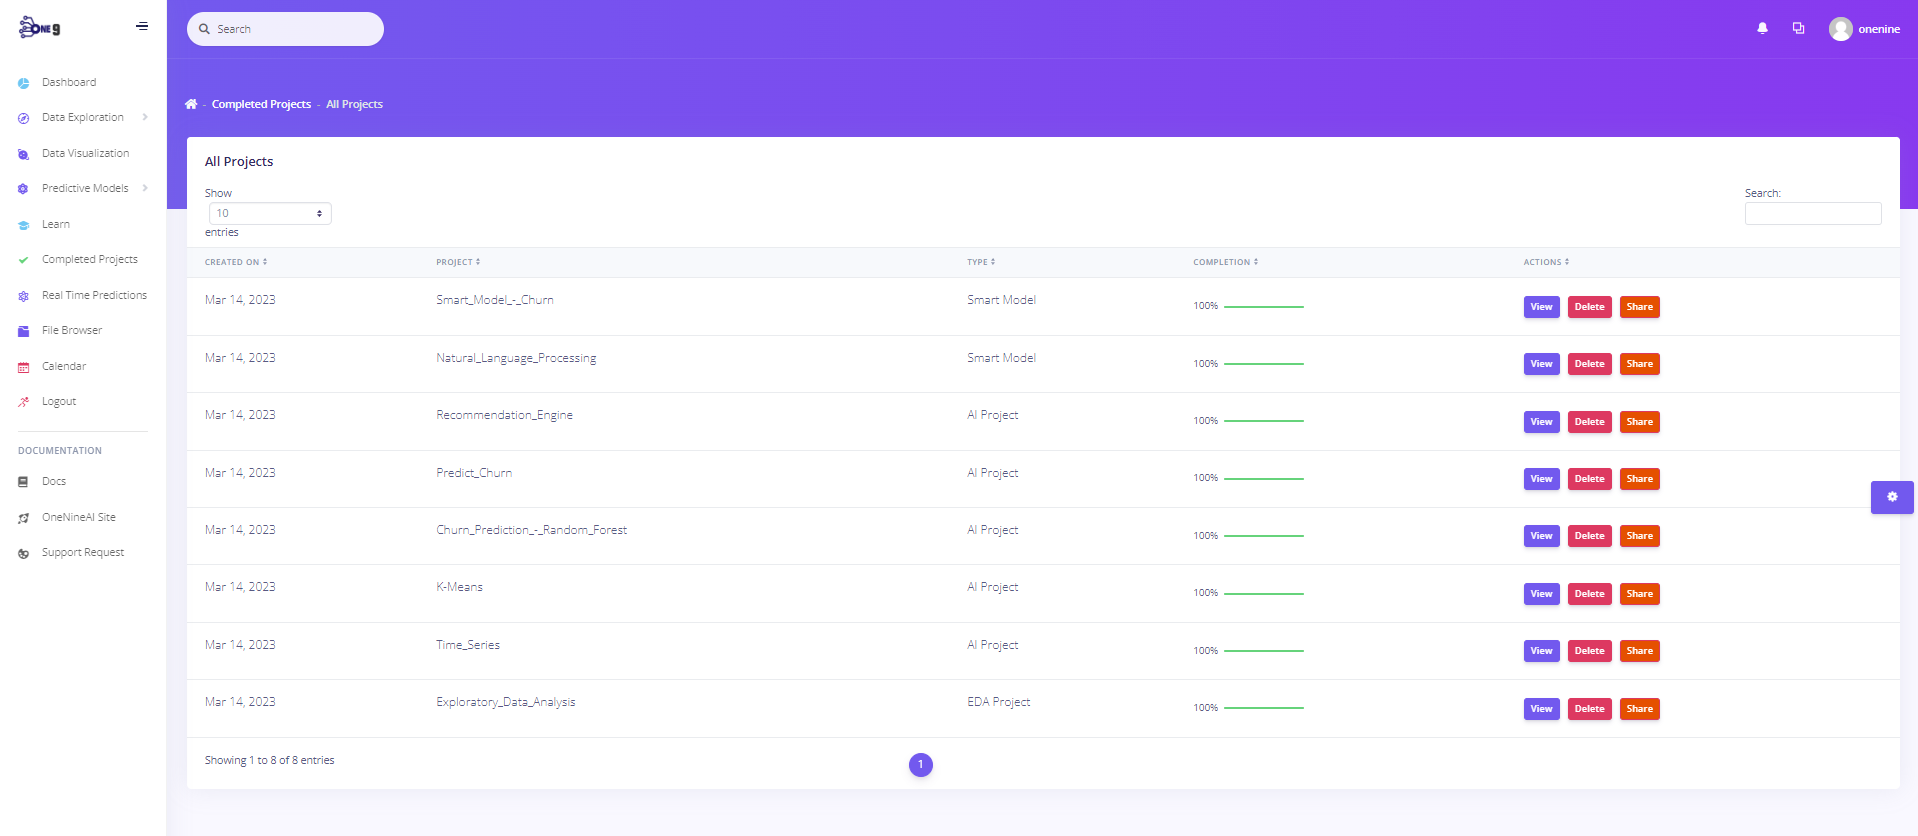 ONE 9
Search
onenine
Dashboard
Data Exploration
Data Visualization
Predictive Models
Learn
Completed Projects
Real Time Predictions
File Browser
Calendar
Logout
DOCUMENTATION
Docs
OneNineAI Site
Support Request
- Completed Projects - All Projects
All Projects
Show
10
entries
Search:
CREATED ON PROJECT TYPE COMPLETION ACTIONS
Mar 14, 2023 Smart_Model_-_Churn Smart Model 100% View Delete Share
Mar 14, 2023 Natural_Language_Processing Smart Model 100% View Delete Share
Mar 14, 2023 Recommendation_Engine AI Project 100% View Delete Share
Mar 14, 2023 Predict_Churn AI Project 100% View Delete Share
Mar 14, 2023 Churn_Prediction_-_Random_Forest AI Project 100% View Delete Share
Mar 14, 2023 K-Means AI Project 100% View Delete Share
Mar 14, 2023 Time_Series AI Project 100% View Delete Share
Mar 14, 2023 Exploratory_Data_Analysis EDA Project 100% View Delete Share
Showing 1 to 8 of 8 entries
1